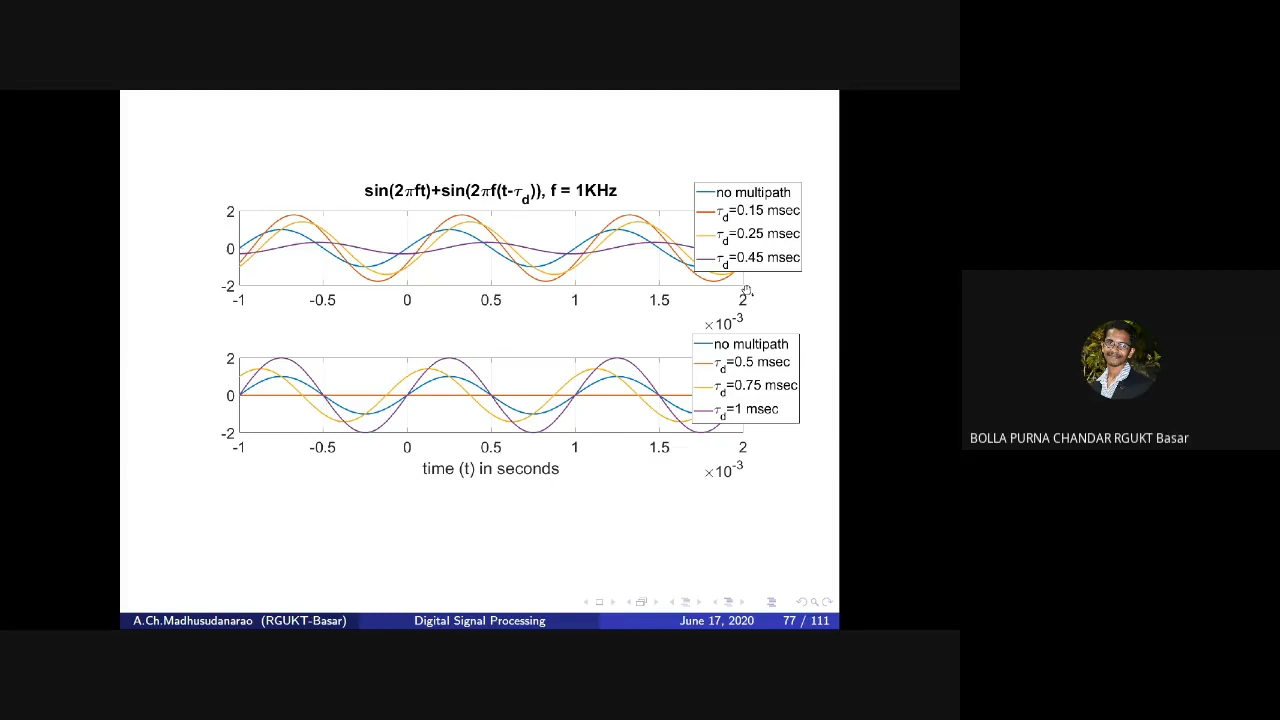 sin(2πft)+sin(2πf(t-τd)), f = 1KHz
2
0
-2
-1 -0.5 0 0.5 1 1.5 2
×10-3
no multipath
τd=0.15 msec
τd=0.25 msec
τd=0.45 msec
2
0
-2
-1 -0.5 0 0.5 1 1.5 2
×10-3
time (t) in seconds
no multipath
τd=0.5 msec
τd=0.75 msec
τd=1 msec
A.Ch.Madhusudanarao (RGUKT-Basar) Digital Signal Processing June 17, 2020 77 / 111
BOLLA PURNA CHANDAR RGUKT Basar